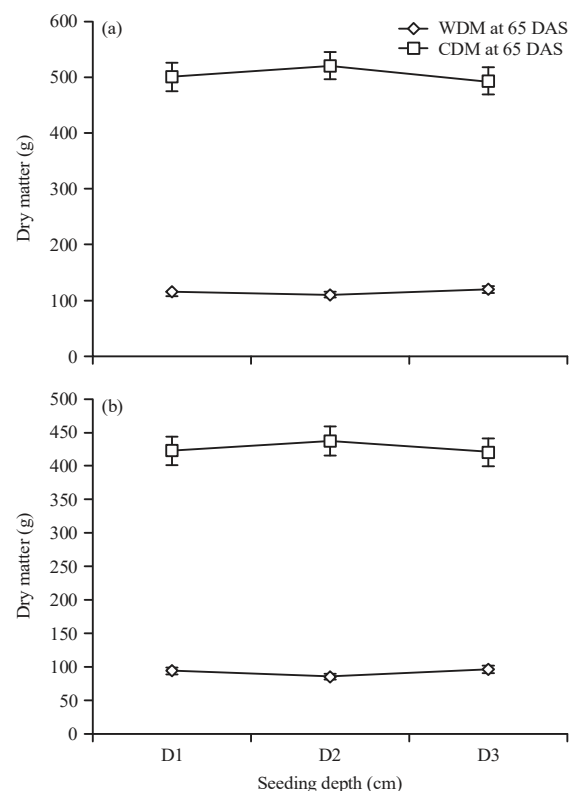 (a)
WDM at 65 DAS
CDM at 65 DAS
600
500
400
300
200
100
0
Dry matter (g)
(b)
500
450
400
350
300
250
200
150
100
50
0
Dry matter (g)
D1 D2 D3
Seeding depth (cm)